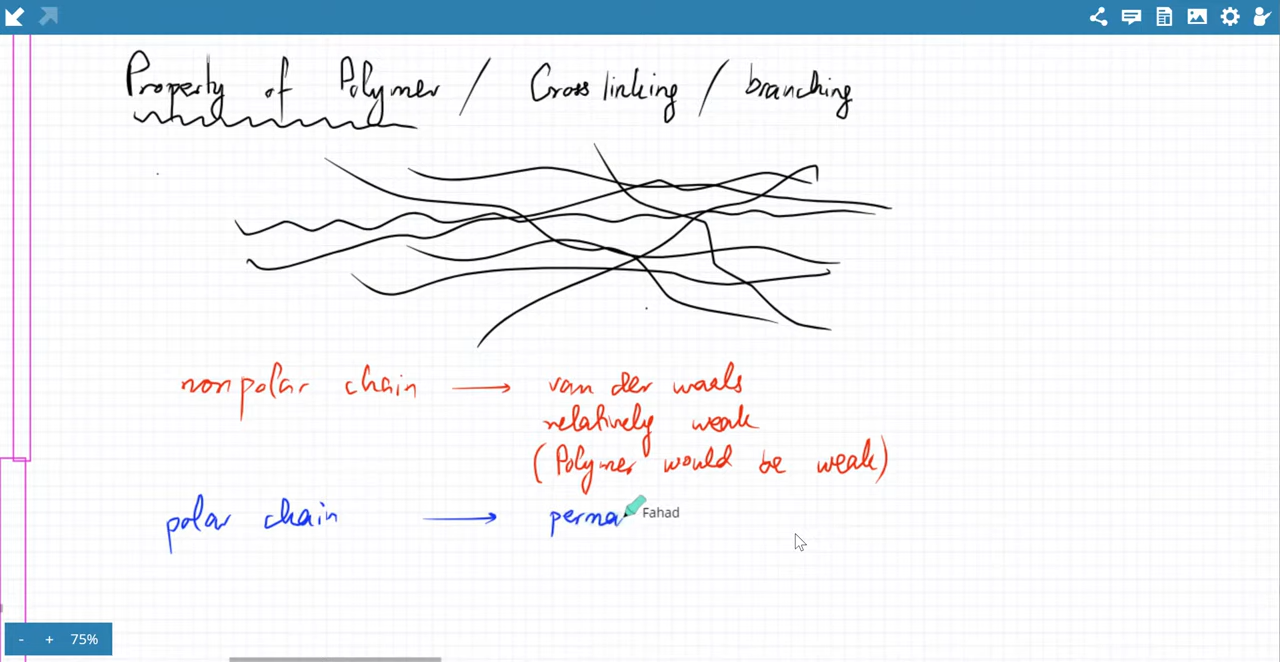 Property of Polymer / Cross linking / branching
nonpolar chain → van der waals
relatively weak
(Polymer would be weak)
polar chain → perma
Fahad
- + 75%